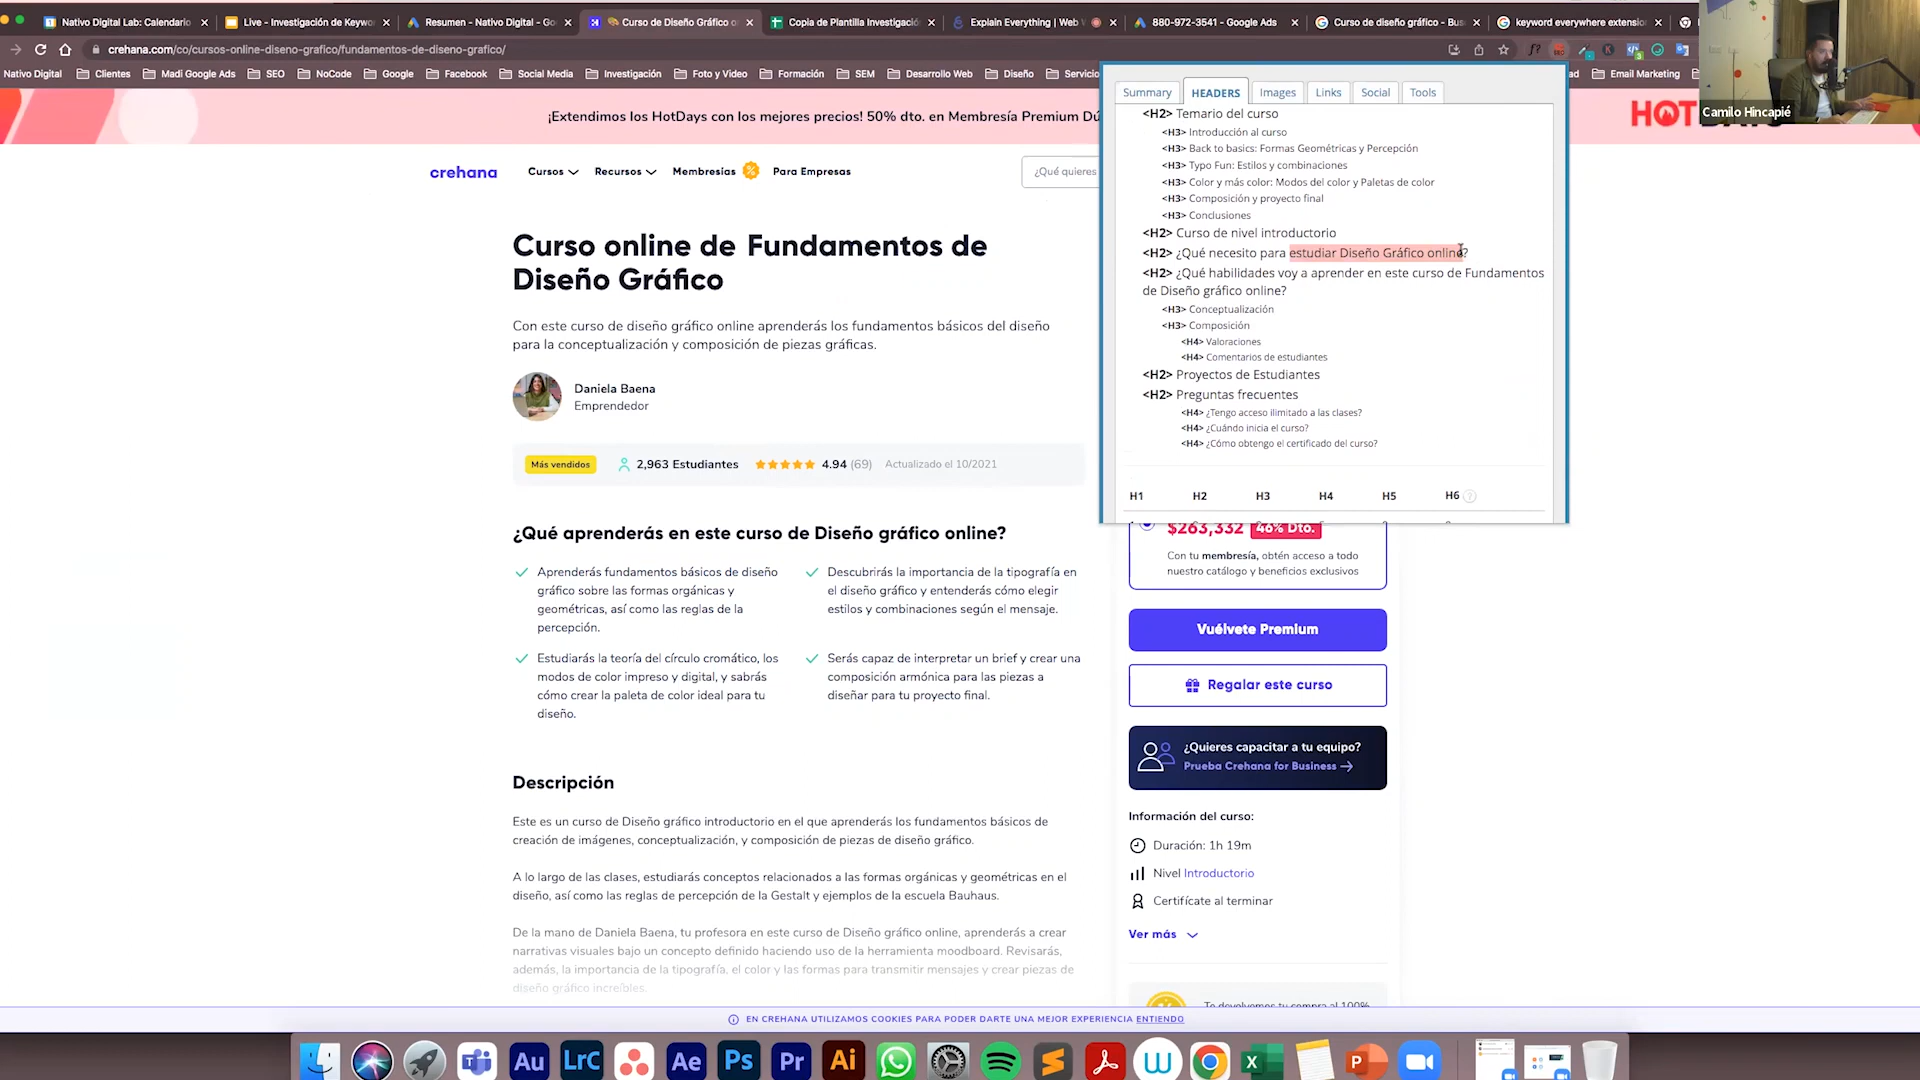 Nativo Digital Lab: Calendario
Live - Investigación de Keywo
Resumen - Nativo Digital - Go
Curso de Diseño Gráfico o
Copia de Plantilla Investigació
Explain Everything | Web
880-972-3541 - Google Ads
Curso de diseño gráfico - Bus
keyword everywhere extensio
crehana.com/co/cursos-online-diseno-grafico/fundamentos-de-diseno-grafico/
Nativo Digital
Clientes
Madi Google Ads
SEO
NoCode
Google
Facebook
Social Media
Investigación
Foto y Video
Formación
SEM
Desarrollo Web
Diseño
Servicio
ad
Email Marketing
Camilo Hincapié
¡Extendimos los HotDays con los mejores precios! 50% dto. en Membresía Premium Dú
HOT
crehana
Cursos
Recursos
Membresías
Para Empresas
¿Qué quieres
Curso online de Fundamentos de
Diseño Gráfico
Con este curso de diseño gráfico online aprenderás los fundamentos básicos del diseño
para la conceptualización y composición de piezas gráficas.
Daniela Baena
Emprendedor
Más vendidos
2,963 Estudiantes
4.94 (69)
Actualizado el 10/2021
¿Qué aprenderás en este curso de Diseño gráfico online?
Aprenderás fundamentos básicos de diseño
gráfico sobre las formas orgánicas y
geométricas, así como las reglas de la
percepción.
Descubrirás la importancia de la tipografía en
el diseño gráfico y entenderás cómo elegir
estilos y combinaciones según el mensaje.
Estudiarás la teoría del círculo cromático, los
modos de color impreso y digital, y sabrás
cómo crear la paleta de color ideal para tu
diseño.
Serás capaz de interpretar un brief y crear una
composición armónica para las piezas a
diseñar para tu proyecto final.
Descripción
Este es un curso de Diseño gráfico introductorio en el que aprenderás los fundamentos básicos de
creación de imágenes, conceptualización, y composición de piezas de diseño gráfico.
A lo largo de las clases, estudiarás conceptos relacionados a las formas orgánicas y geométricas en el
diseño, así como las reglas de percepción de la Gestalt y ejemplos de la escuela Bauhaus.
De la mano de Daniela Baena, tu profesora en este curso de Diseño gráfico online, aprenderás a crear
narrativas visuales bajo un concepto definido haciendo uso de la herramienta moodboard. Revisarás,
además, la importancia de la tipografía, el color y las formas para transmitir mensajes y crear piezas de
diseño gráfico increíbles.
Summary
HEADERS
Images
Links
Social
Tools
<H2> Temario del curso
<H3> Introducción al curso
<H3> Back to basics: Formas Geométricas y Percepción
<H3> Typo Fun: Estilos y combinaciones
<H3> Color y más color: Modos del color y Paletas de color
<H3> Composición y proyecto final
<H3> Conclusiones
<H2> Curso de nivel introductorio
<H2> ¿Qué necesito para estudiar Diseño Gráfico online?
<H2> ¿Qué habilidades voy a aprender en este curso de Fundamentos
de Diseño gráfico online?
<H3> Conceptualización
<H3> Composición
<H4> Valoraciones
<H4> Comentarios de estudiantes
<H2> Proyectos de Estudiantes
<H2> Preguntas frecuentes
<H4> ¿Tengo acceso ilimitado a las clases?
<H4> ¿Cuándo inicia el curso?
<H4> ¿Cómo obtengo el certificado del curso?
H1 H2 H3 H4 H5 H6
$263,332
46% Dto.
Con tu membresía, obtén acceso a todo
nuestro catálogo y beneficios exclusivos
Vuélvete Premium
Regalar este curso
¿Quieres capacitar a tu equipo?
Prueba Crehana for Business
Información del curso:
Duración: 1h 19m
Nivel Introductorio
Certifícate al terminar
Ver más
Te devolvemos tu compra al 100%
EN CREHANA UTILIZAMOS COOKIES PARA PODER DARTE UNA MEJOR EXPERIENCIA ENTIENDO
Au
LrC
Ae
Ps
Pr
Ai